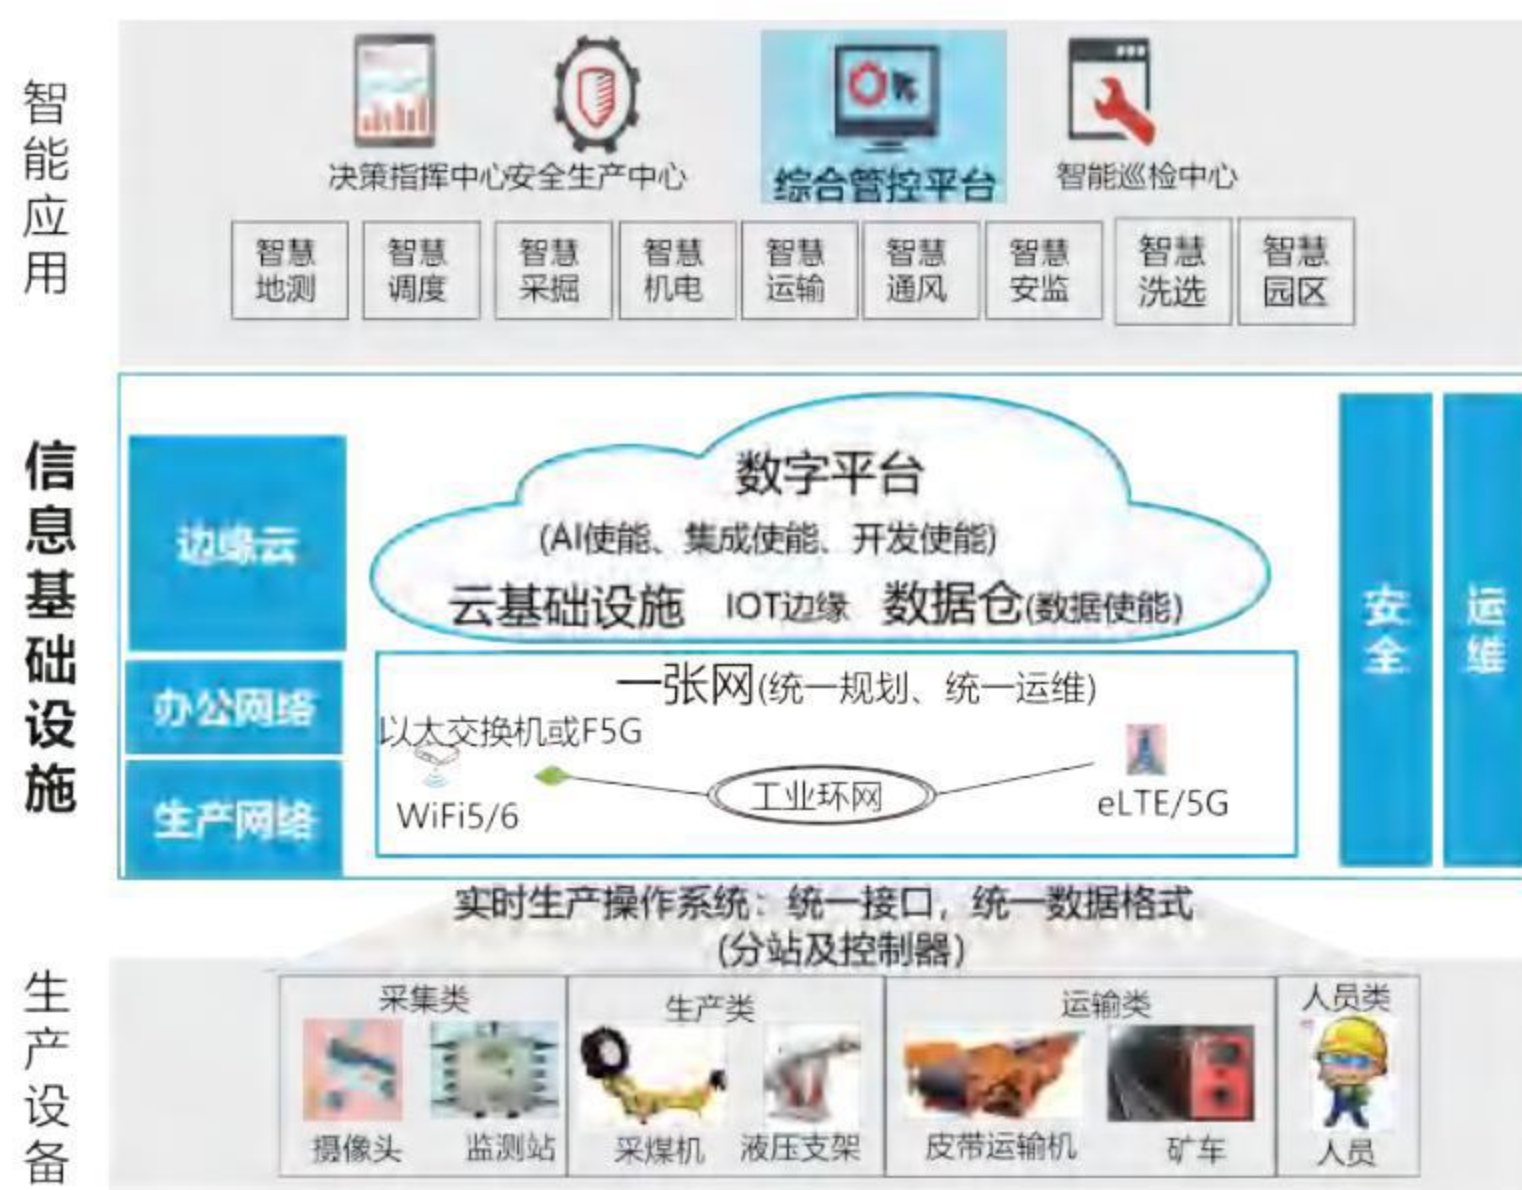 智能应用
决策指挥中心
安全生产中心
综合管控平台
智能巡检中心
智慧
地测
智慧
调度
智慧
采掘
智慧
机电
智慧
运输
智慧
通风
智慧
安监
智慧
洗选
智慧
园区
信息基础设施
边缘云
办公网络
生产网络
数字平台
(AI使能、集成使能、开发使能)
云基础设施 IOT边缘 数据仓(数据使能)
一张网(统一规划、统一运维)
以太交换机或F5G
WiFi5/6
工业环网
eLTE/5G
安全
运维
实时生产操作系统：统一接口，统一数据格式
(分站及控制器)
生产设备
采集类
摄像头
监测站
生产类
采煤机
液压支架
运输类
皮带运输机
矿车
人员类
人员